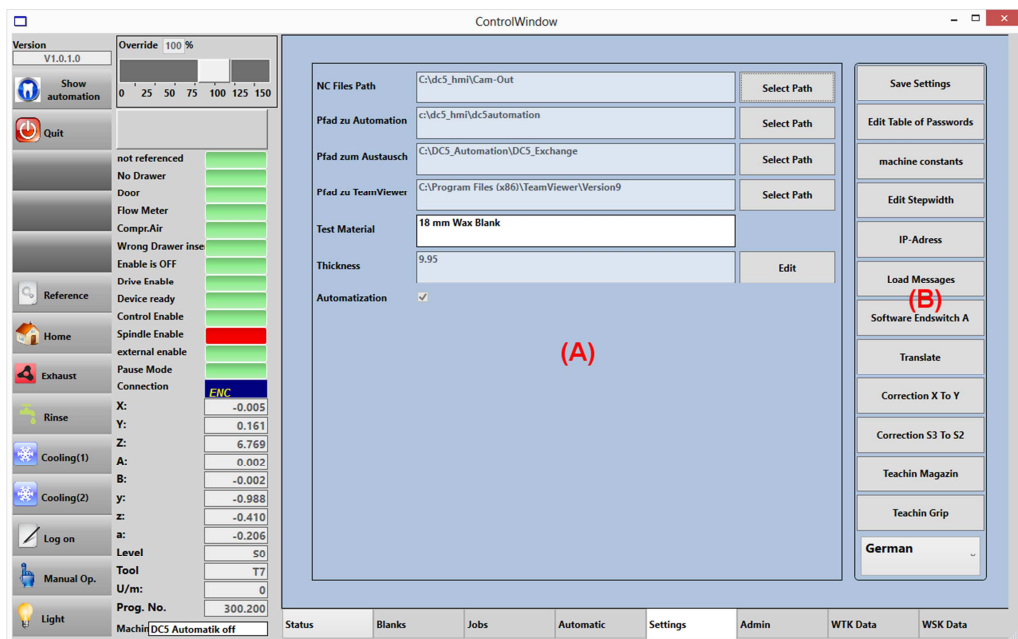 ControlWindow
Version
V1.0.1.0
Show automation
Quit
Reference
Home
Exhaust
Rinse
Cooling(1)
Cooling(2)
Log on
Manual Op.
Light
Override 100 %
0 25 50 75 100 125 150
not referenced
No Drawer
Door
Flow Meter
Compr.Air
Wrong Drawer inse
Enable is OFF
Drive Enable
Device ready
Control Enable
Spindle Enable
external enable
Pause Mode
Connection ENC
X: -0.005
Y: 0.161
Z: 6.769
A: 0.002
B: -0.002
y: -0.988
z: -0.410
a: -0.206
Level S0
Tool T7
U/m: 0
Prog. No. 300.200
Machin DC5 Automatik off
NC Files Path C:\dc5_hmi\Cam-Out Select Path
Pfad zu Automation c:\dc5_hmi\dc5automation Select Path
Pfad zum Austausch C:\DC5_Automation\DC5_Exchange Select Path
Pfad zu TeamViewer C:\Program Files (x86)\TeamViewer\Version9 Select Path
Test Material 18 mm Wax Blank
Thickness 9.95 Edit
Automatization
(A)
Save Settings
Edit Table of Passwords
machine constants
Edit Stepwidth
IP-Adress
Load Messages
(B)
Software Endswitch A
Translate
Correction X To Y
Correction S3 To S2
Teachin Magazin
Teachin Grip
German
Status Blanks Jobs Automatic Settings Admin WTK Data WSK Data